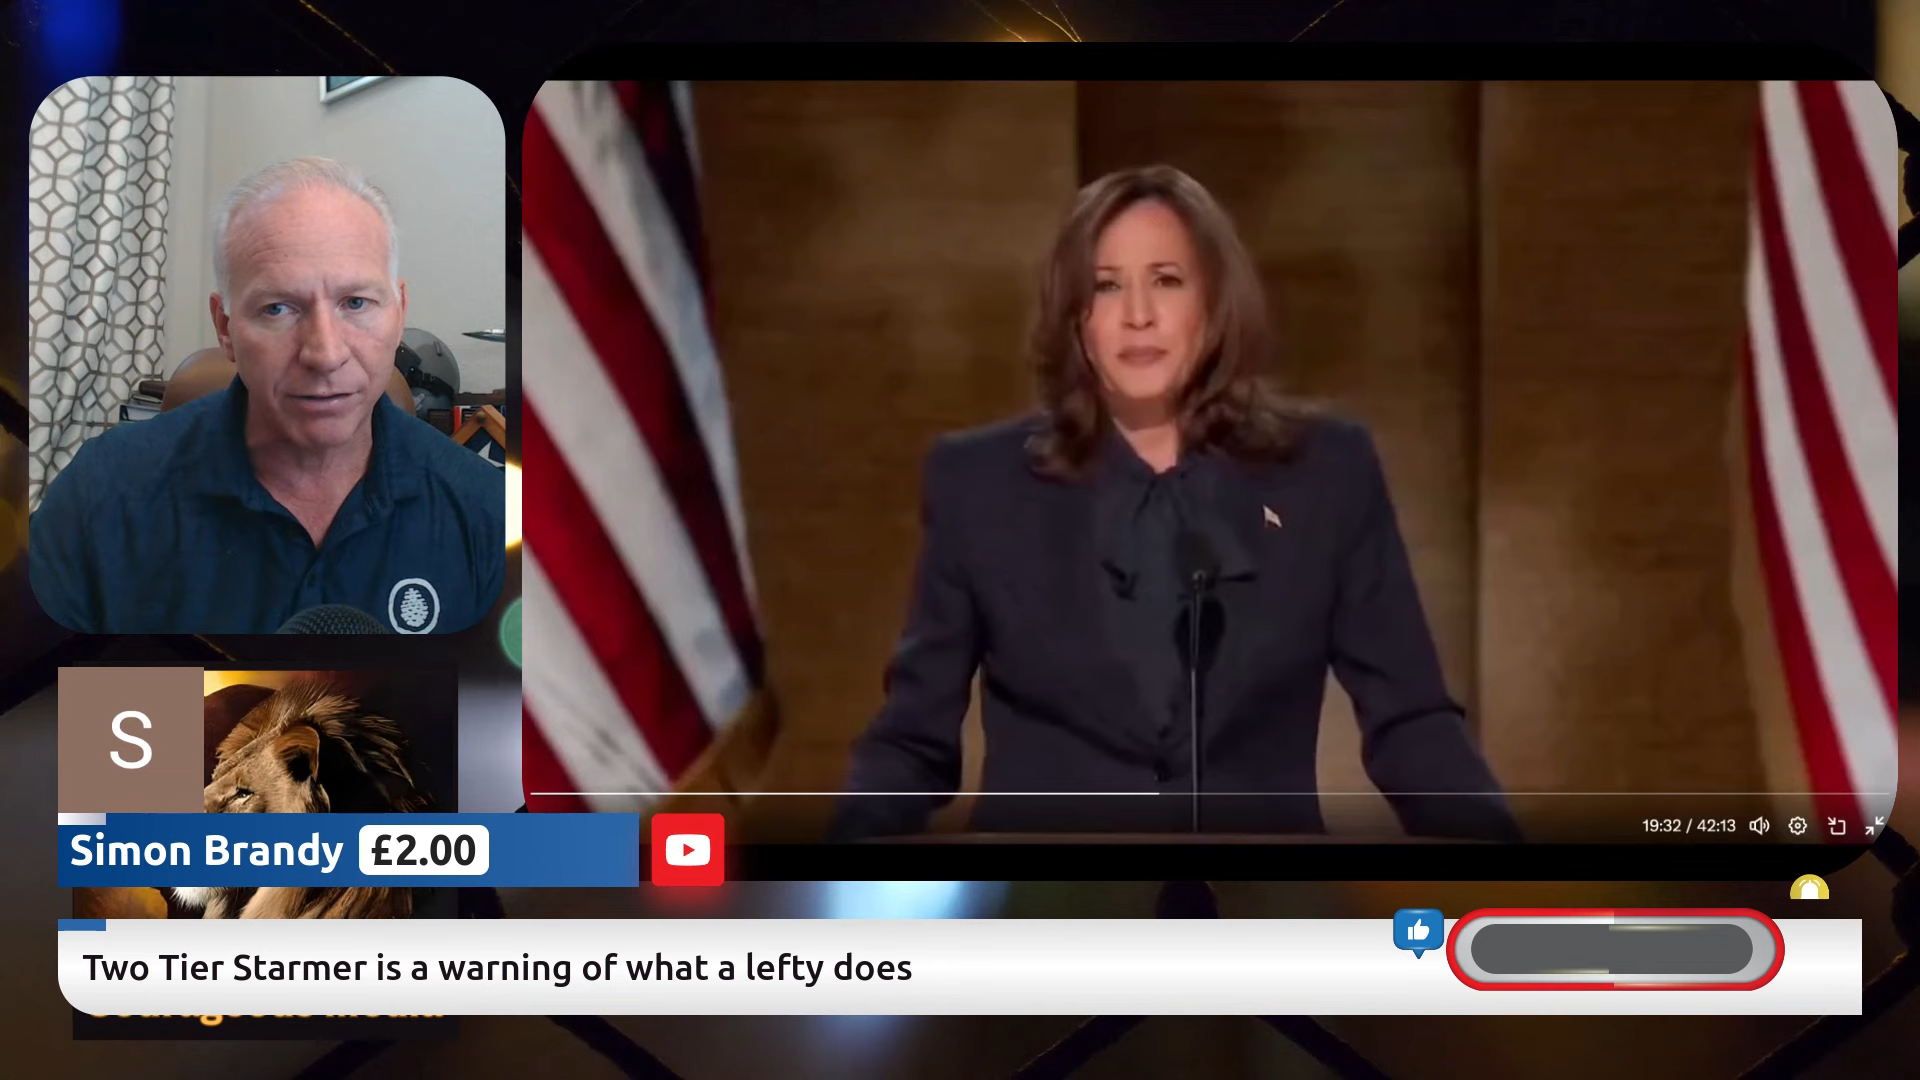 19:32 / 42:13
S
Simon Brandy £2.00
Two Tier Starmer is a warning of what a lefty does